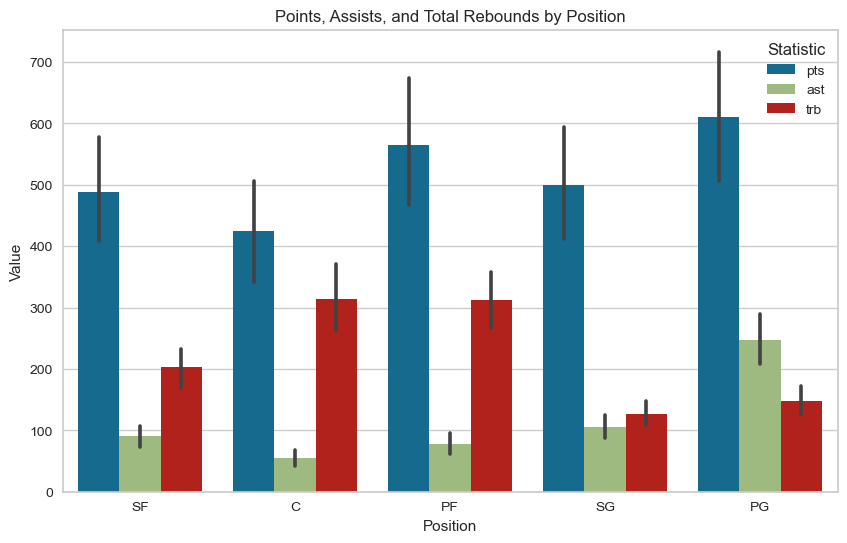 Points, Assists, and Total Rebounds by Position
Statistic
pts
ast
trb
Value
700
600
500
400
300
200
100
0
SF
C
PF
SG
PG
Position